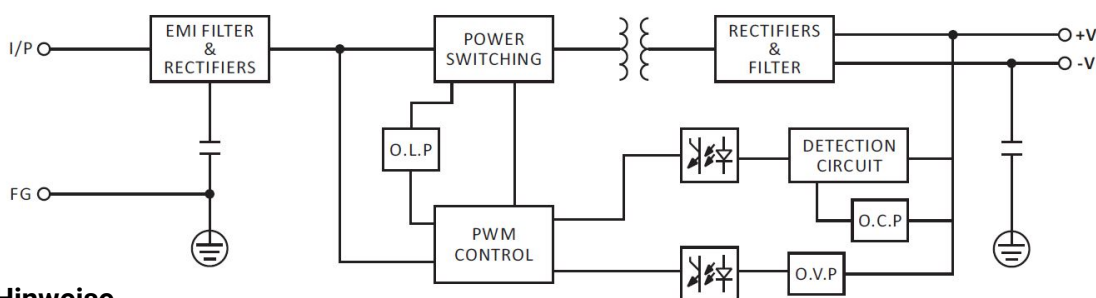 I/P
EMI FILTER
&
RECTIFIERS
POWER
SWITCHING
RECTIFIERS
&
FILTER
+V
-V
O.L.P
DETECTION
CIRCUIT
FG
O.C.P
PWM
CONTROL
O.V.P
Hinweise